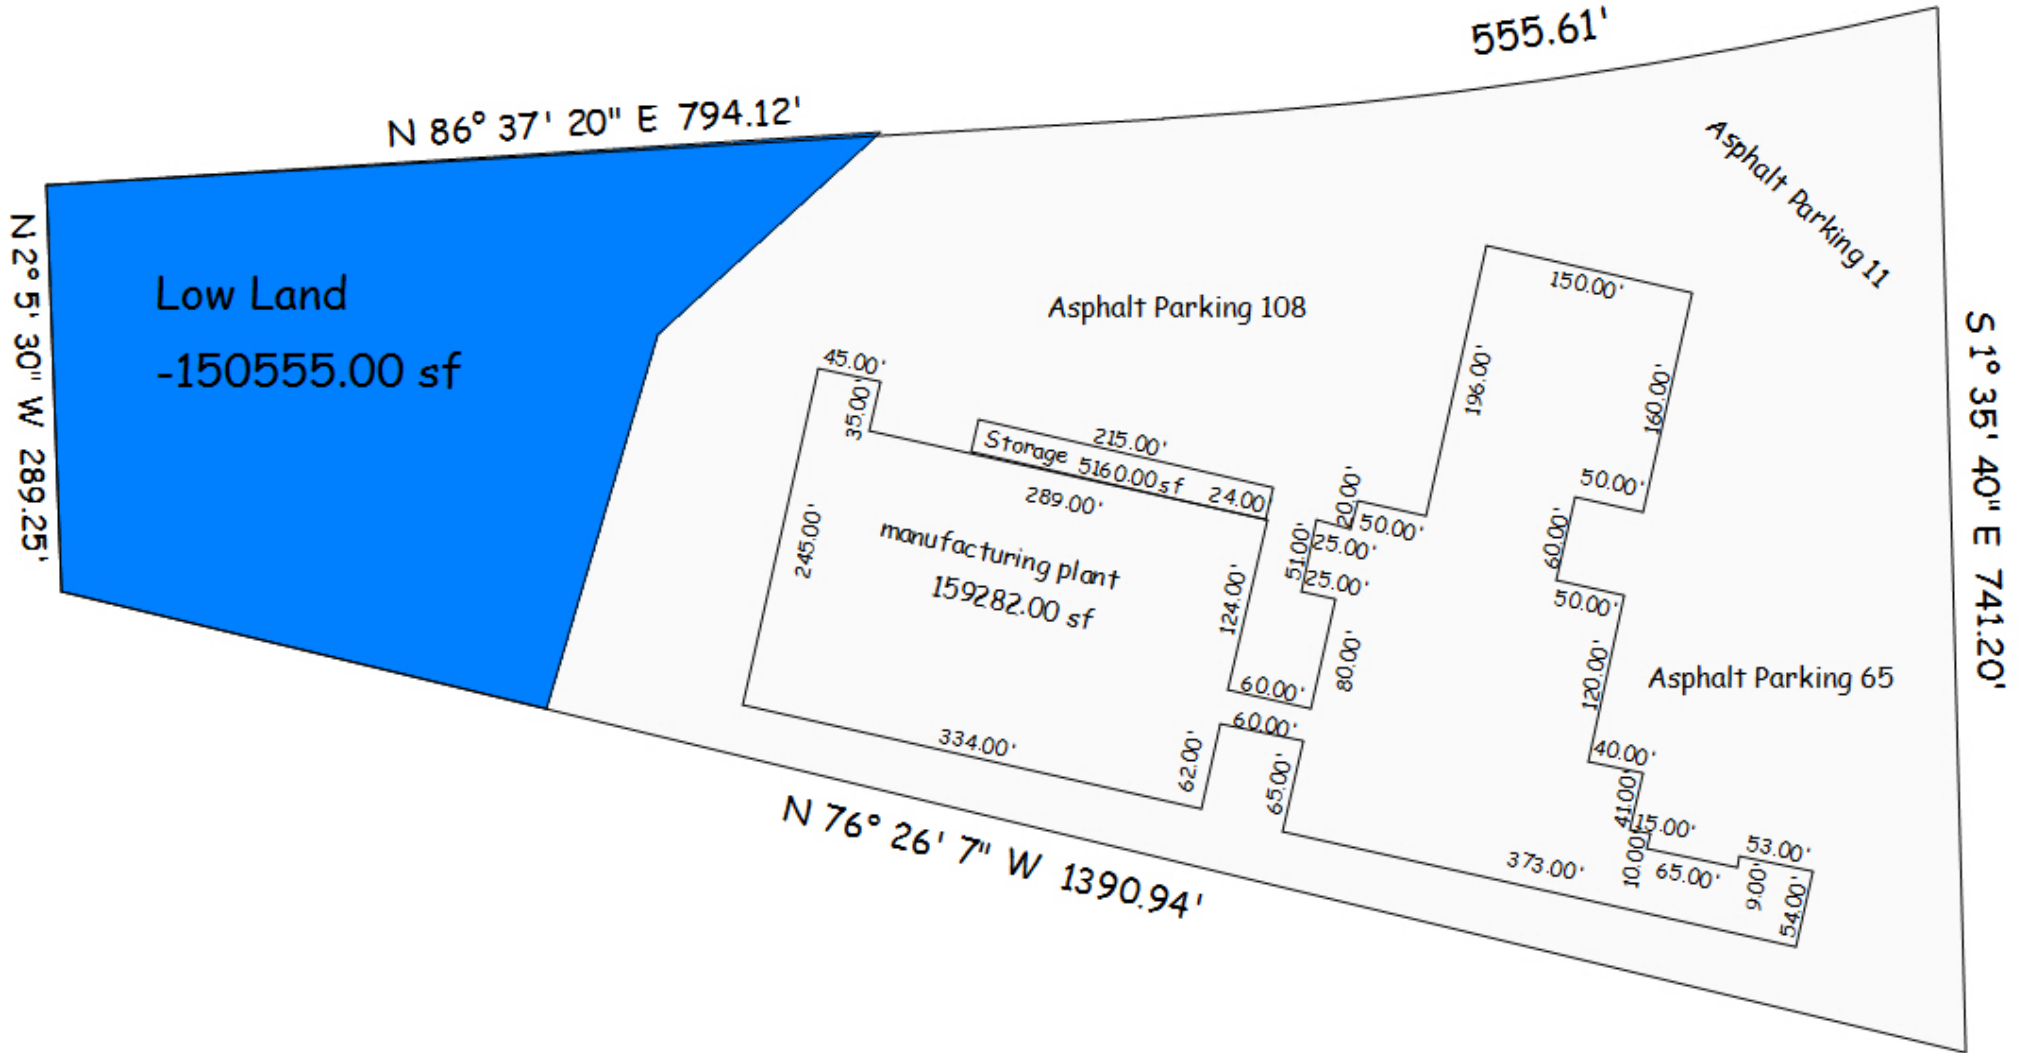 555.61'
N 86° 37' 20" E 794.12'
Asphalt Parking 11
N 2° 5' 30" W 289.25'
Low Land
-150555.00 sf
Asphalt Parking 108
150.00'
196.00'
160.00'
S 1° 35' 40" E 741.20'
45.00'
35.00'
215.00'
Storage 5160.00 sf 24.00
289.00'
245.00'
manufacturing plant
159282.00 sf
124.00'
20.00'
50.00'
25.00'
51.00'
25.00'
80.00'
50.00'
60.00'
50.00'
120.00'
Asphalt Parking 65
60.00'
60.00'
62.00'
65.00'
334.00'
40.00'
41.00'
15.00'
10.00'
65.00'
53.00'
9.00'
54.00'
373.00'
N 76° 26' 7" W 1390.94'